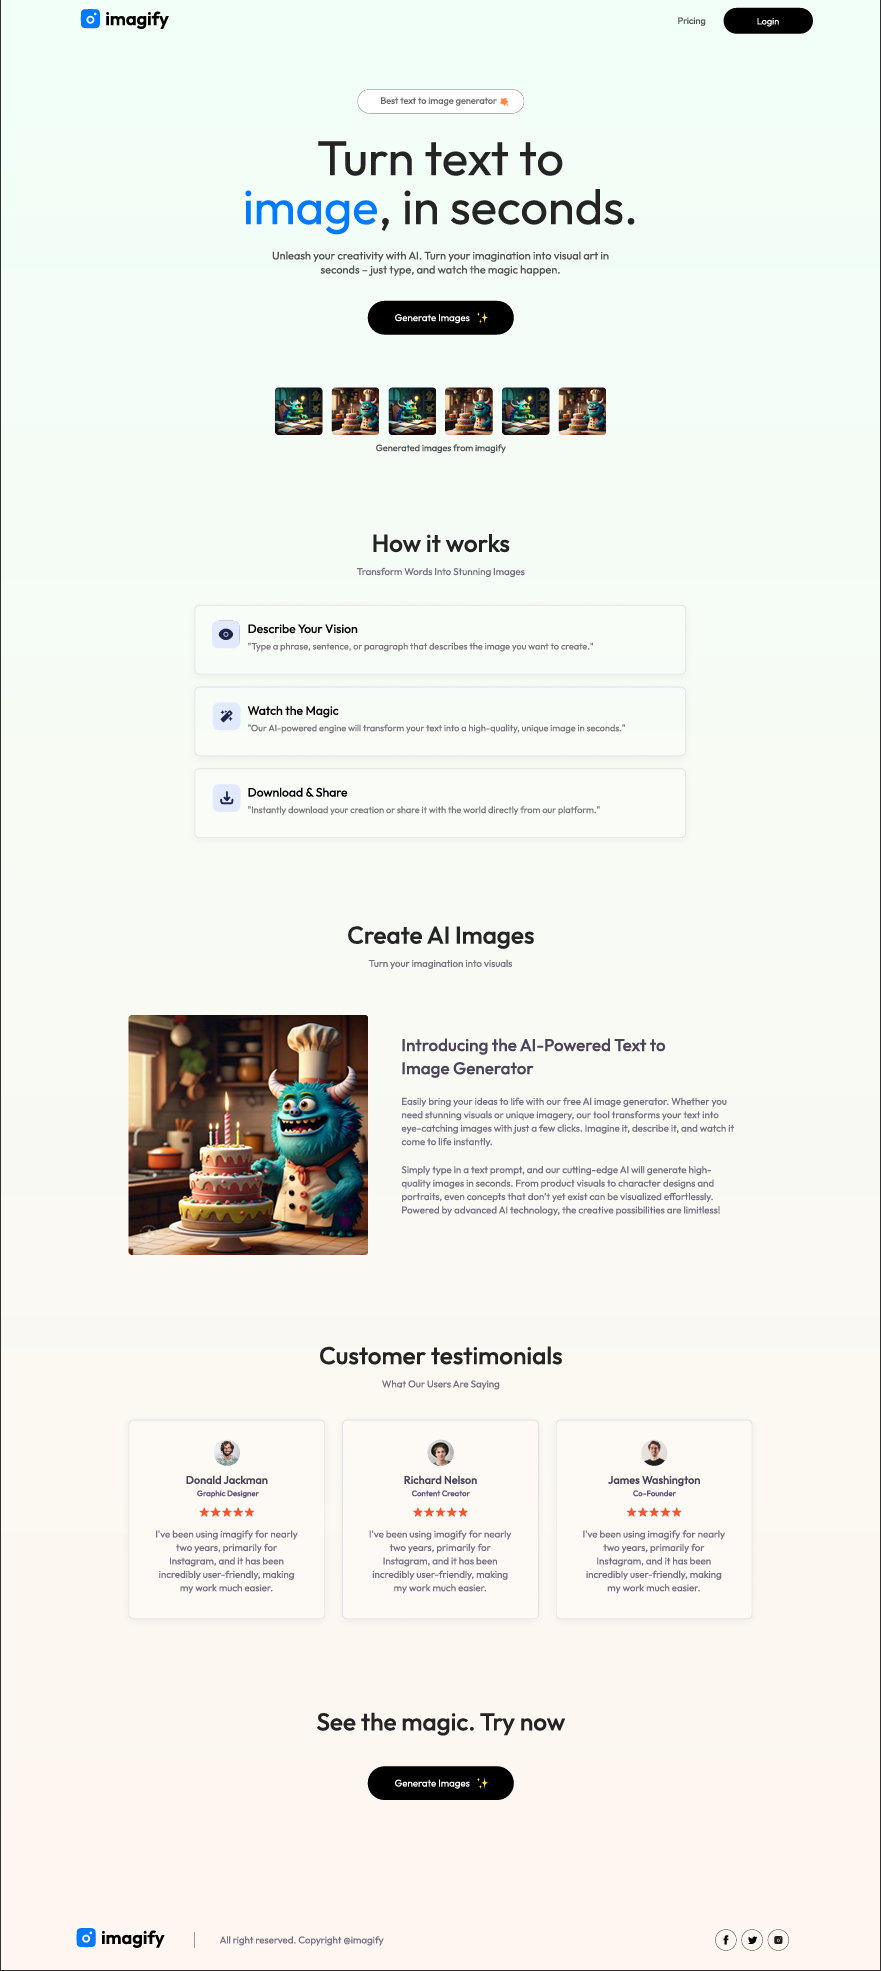 imagify
Pricing
Login
Best text to image generator
Turn text to
image, in seconds.
Unleash your creativity with AI. Turn your imagination into visual art in
seconds – just type, and watch the magic happen.
Generate Images
Generated images from imagify
How it works
Transform Words Into Stunning Images
Describe Your Vision
"Type a phrase, sentence, or paragraph that describes the image you want to create."
Watch the Magic
"Our AI-powered engine will transform your text into a high-quality, unique image in seconds."
Download & Share
"Instantly download your creation or share it with the world directly from our platform."
Create AI Images
Turn your imagination into visuals
Introducing the AI-Powered Text to
Image Generator
Easily bring your ideas to life with our free AI image generator. Whether you
need stunning visuals or unique imagery, our tool transforms your text into
eye-catching images with just a few clicks. Imagine it, describe it, and watch it
come to life instantly.
Simply type in a text prompt, and our cutting-edge AI will generate high-
quality images in seconds. From product visuals to character designs and
portraits, even concepts that don't yet exist can be visualized effortlessly.
Powered by advanced AI technology, the creative possibilities are limitless!
Customer testimonials
What Our Users Are Saying
Donald Jackman
Graphic Designer
I've been using imagify for nearly
two years, primarily for
Instagram, and it has been
incredibly user-friendly, making
my work much easier.
Richard Nelson
Content Creator
I've been using imagify for nearly
two years, primarily for
Instagram, and it has been
incredibly user-friendly, making
my work much easier.
James Washington
Co-Founder
I've been using imagify for nearly
two years, primarily for
Instagram, and it has been
incredibly user-friendly, making
my work much easier.
See the magic. Try now
Generate Images
imagify
All right reserved. Copyright @imagify